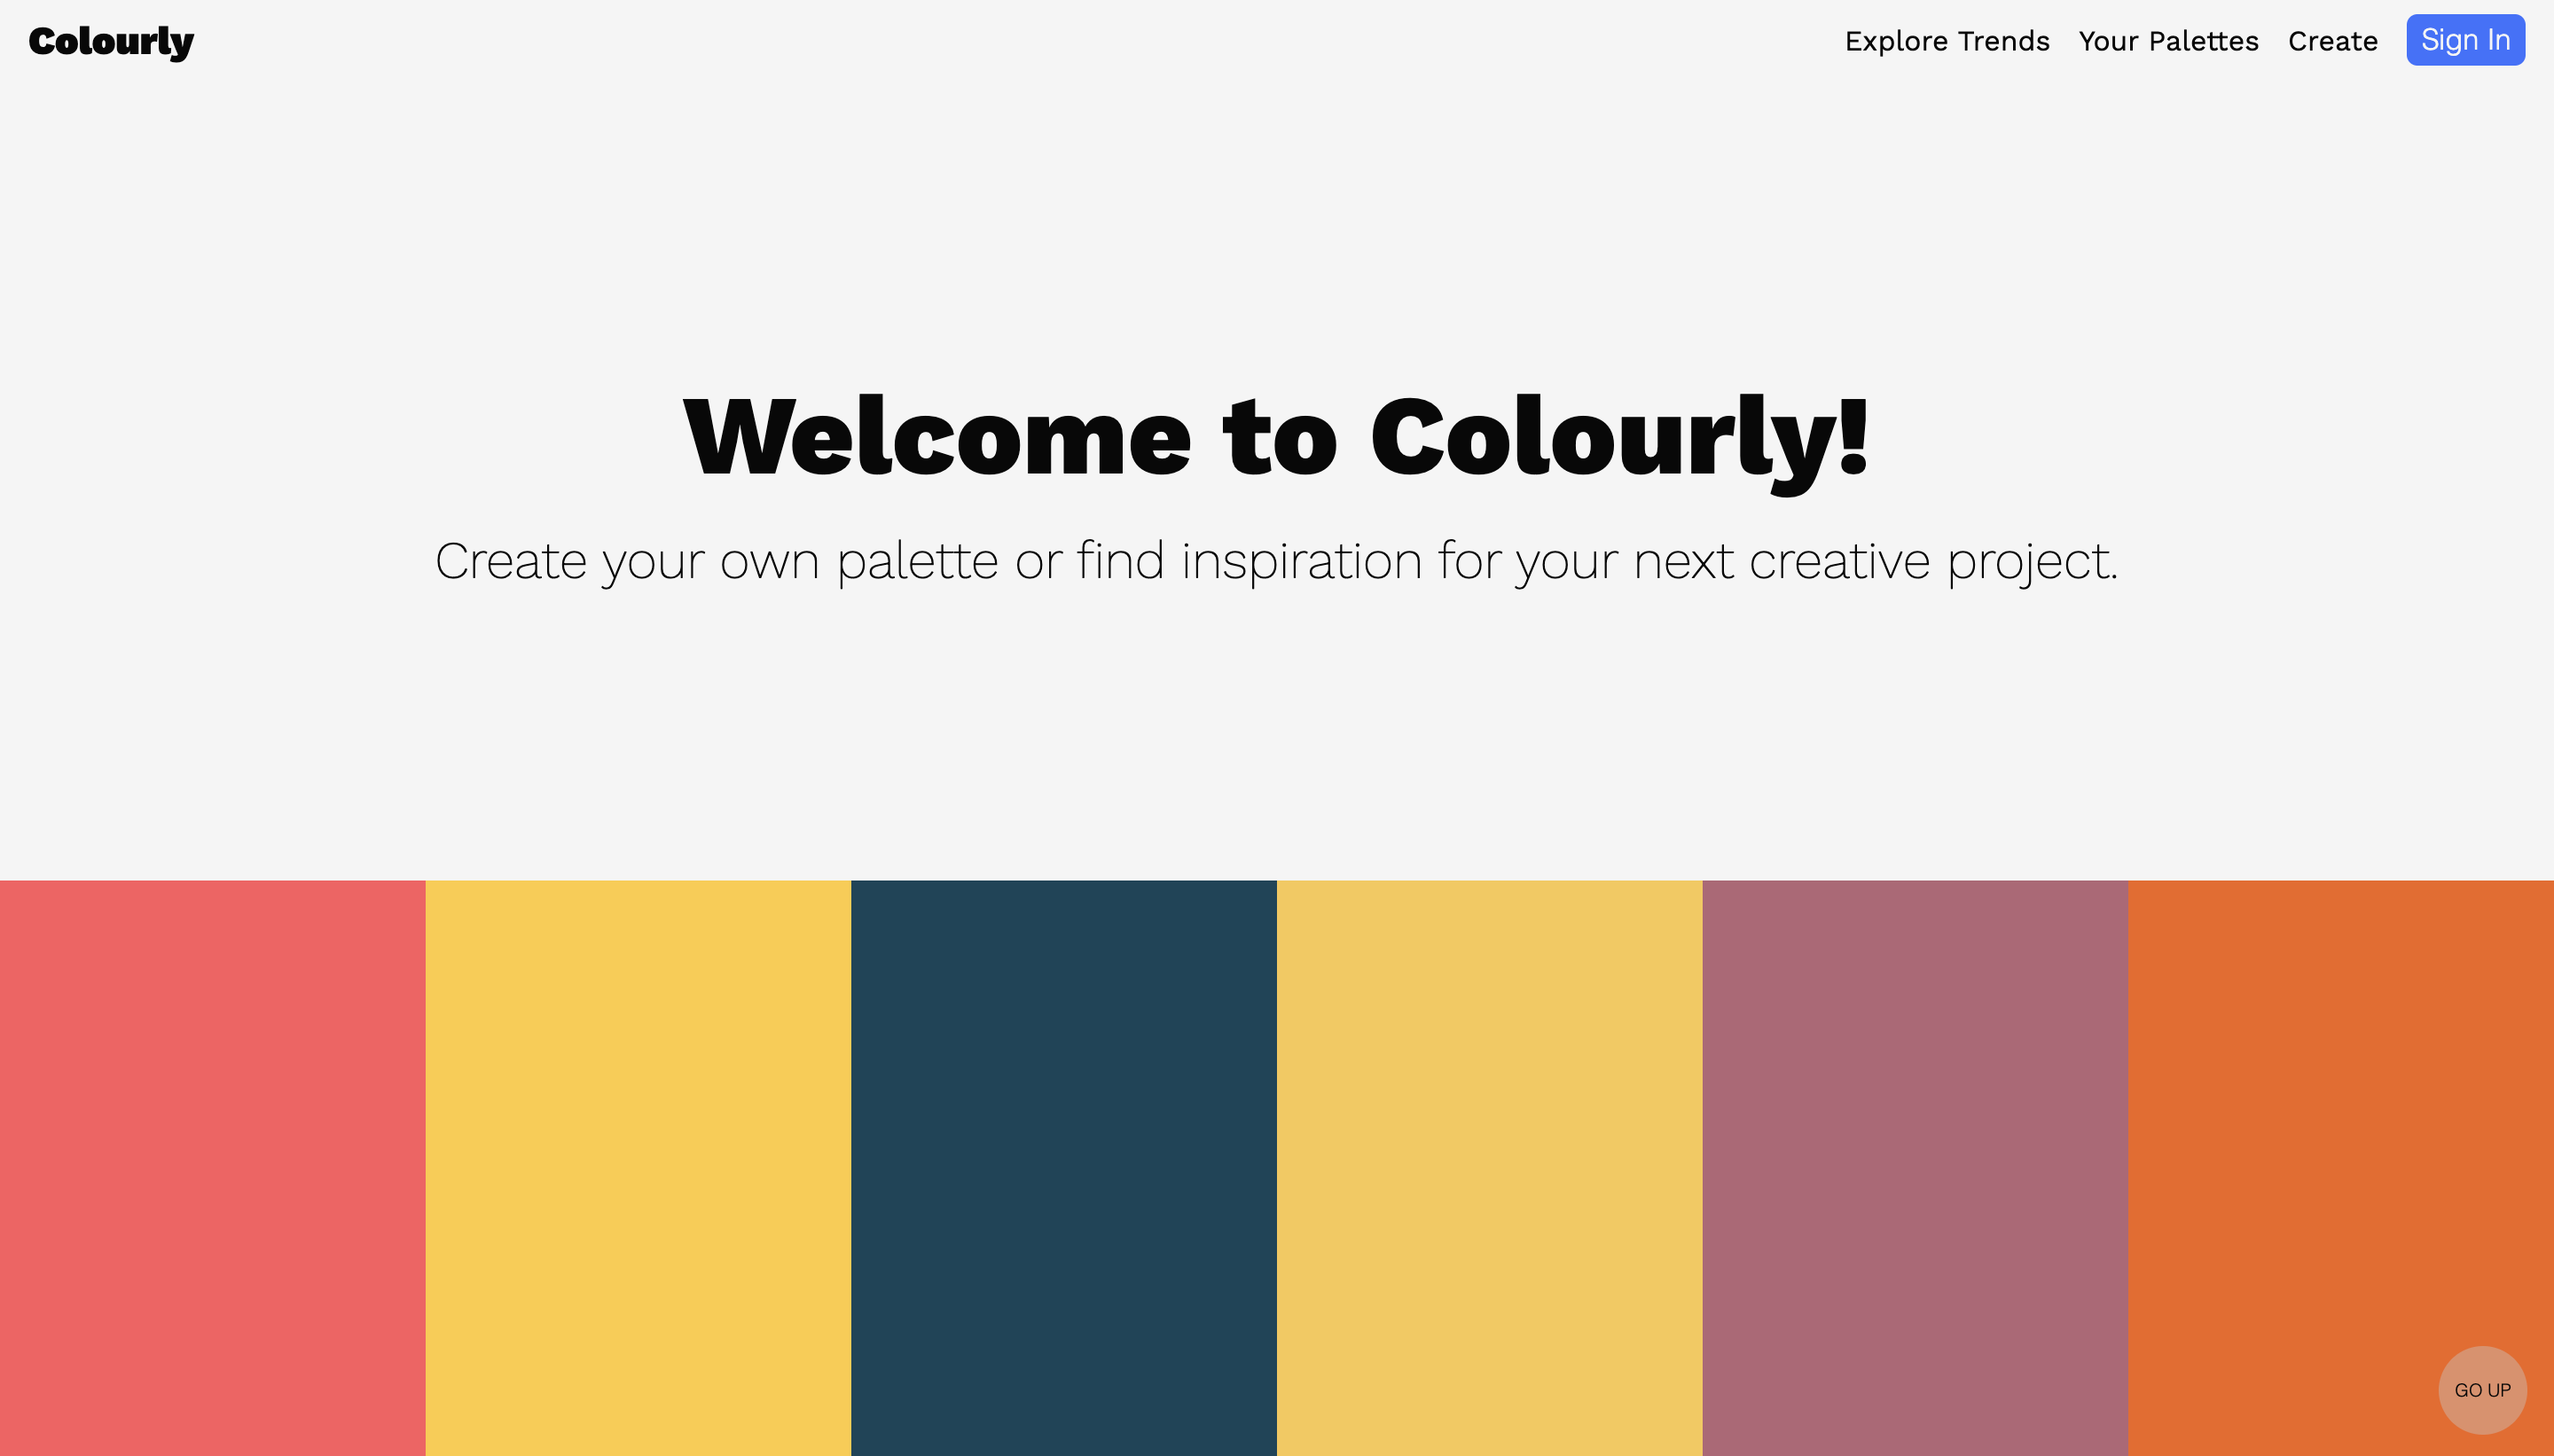 Colourly
Explore Trends Your Palettes Create Sign In
Welcome to Colourly!
Create your own palette or find inspiration for your next creative project.
GO UP